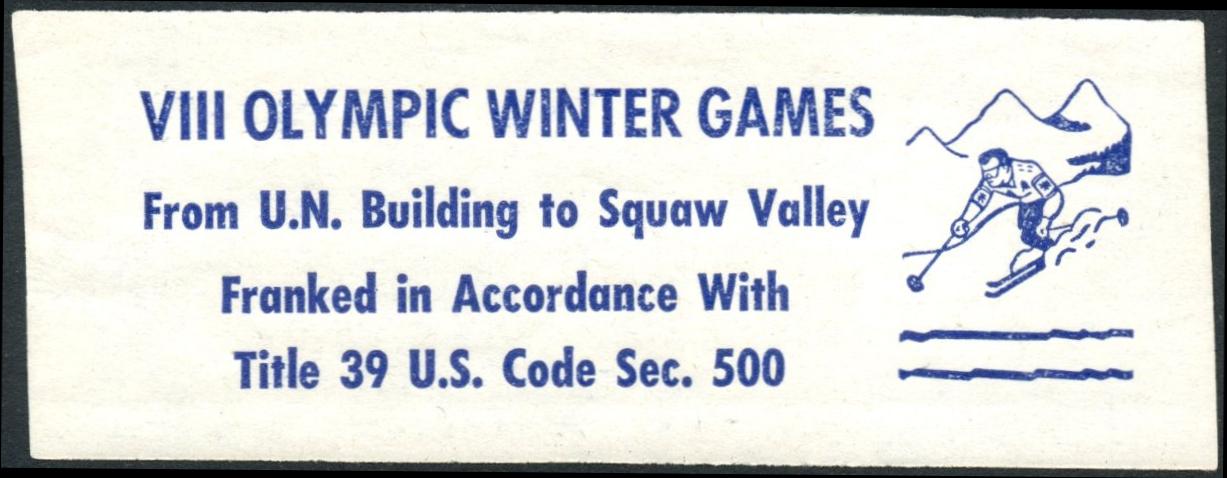 VIII OLYMPIC WINTER GAMES
From U.N. Building to Squaw Valley
Franked in Accordance With
Title 39 U.S. Code Sec. 500